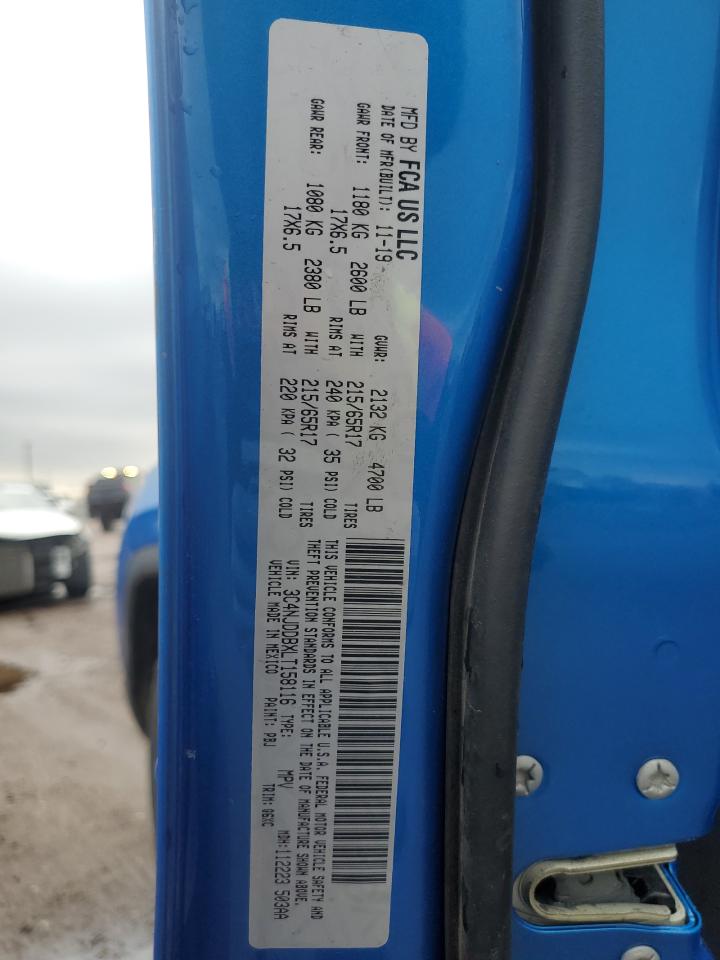 MFD BY FCA US LLC
DATE OF MFR(BUILT): 11-19 GVWR: 2132 KG 4700 LB
GAWR FRONT: 1180 KG 2600 LB WITH 215/65R17 TIRES
17X6.5 RIMS AT 240 KPA ( 35 PSI) COLD
GAWR REAR: 1080 KG 2380 LB WITH 215/65R17 TIRES
17X6.5 RIMS AT 220 KPA ( 32 PSI) COLD
THIS VEHICLE CONFORMS TO ALL APPLICABLE U.S.A. FEDERAL MOTOR VEHICLE SAFETY AND
THEFT PREVENTION STANDARDS IN EFFECT ON THE DATE OF MANUFACTURE SHOWN ABOVE.
VIN: 3C4NJDDBXLT158116 TYPE: MPV MDH:112223 503AA
VEHICLE MADE IN MEXICO PAINT: PBJ TRIM: Q6XC